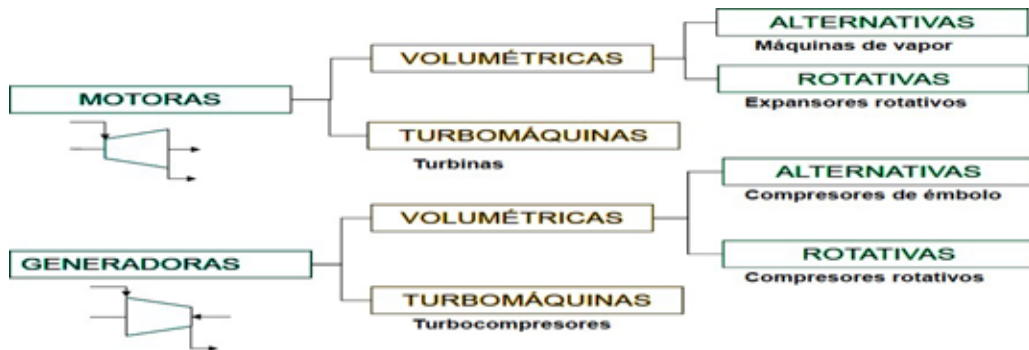 ALTERNATIVAS
Máquinas de vapor
VOLUMÉTRICAS
ROTATIVAS
Expansores rotativos
MOTORAS
TURBOMÁQUINAS
Turbinas
ALTERNATIVAS
Compresores de émbolo
VOLUMÉTRICAS
ROTATIVAS
Compresores rotativos
GENERADORAS
TURBOMÁQUINAS
Turbocompresores